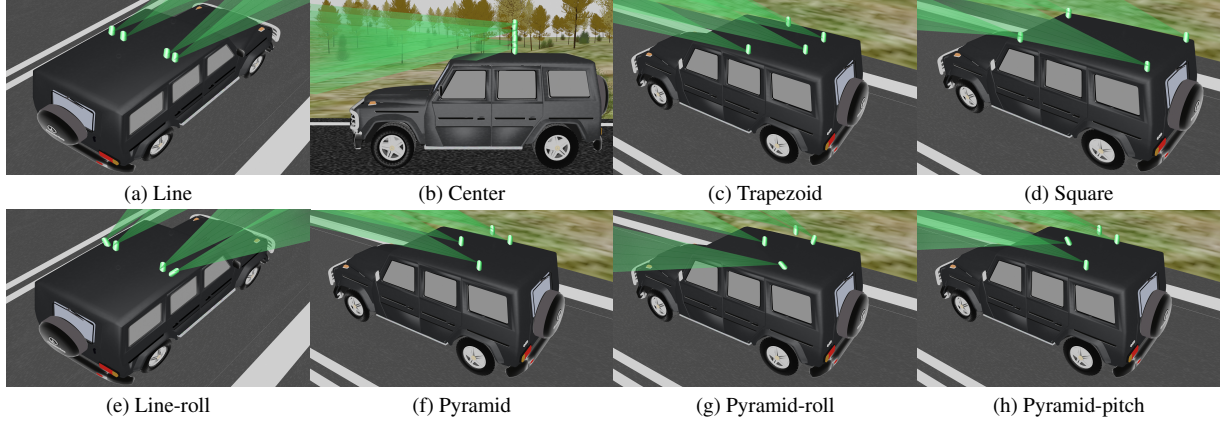 (a) Line
(b) Center
(c) Trapezoid
(d) Square
(e) Line-roll
(f) Pyramid
(g) Pyramid-roll
(h) Pyramid-pitch